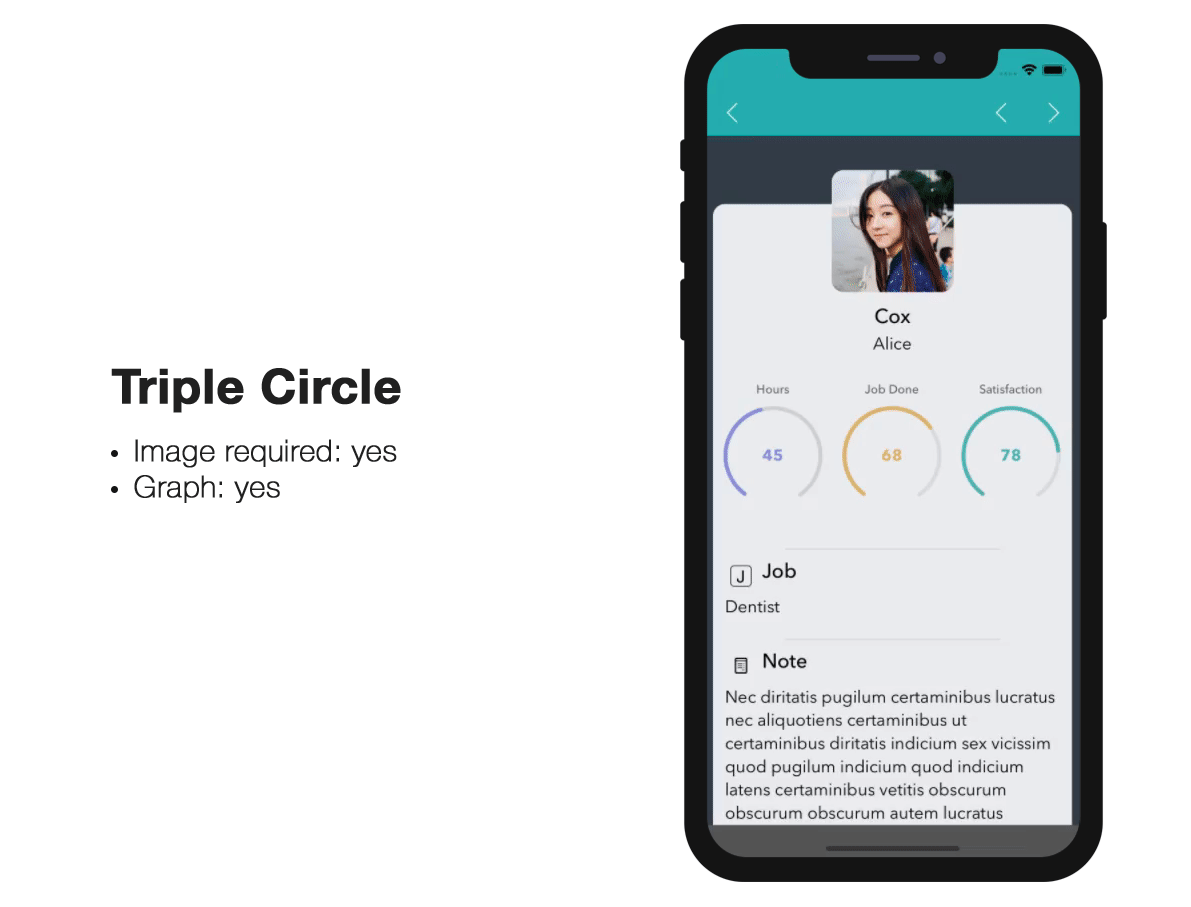 Triple Circle
• Image required: yes
• Graph: yes
Cox
Alice
Hours
Job Done
Satisfaction
45
68
78
J Job
Dentist
Note
Nec diritatis pugilum certaminibus lucratus
nec aliquotiens certaminibus ut
certaminibus diritatis indicium sex vicissim
quod pugilum indicium quod indicium
latens certaminibus vetitis obscurum
obscurum obscurum autem lucratus